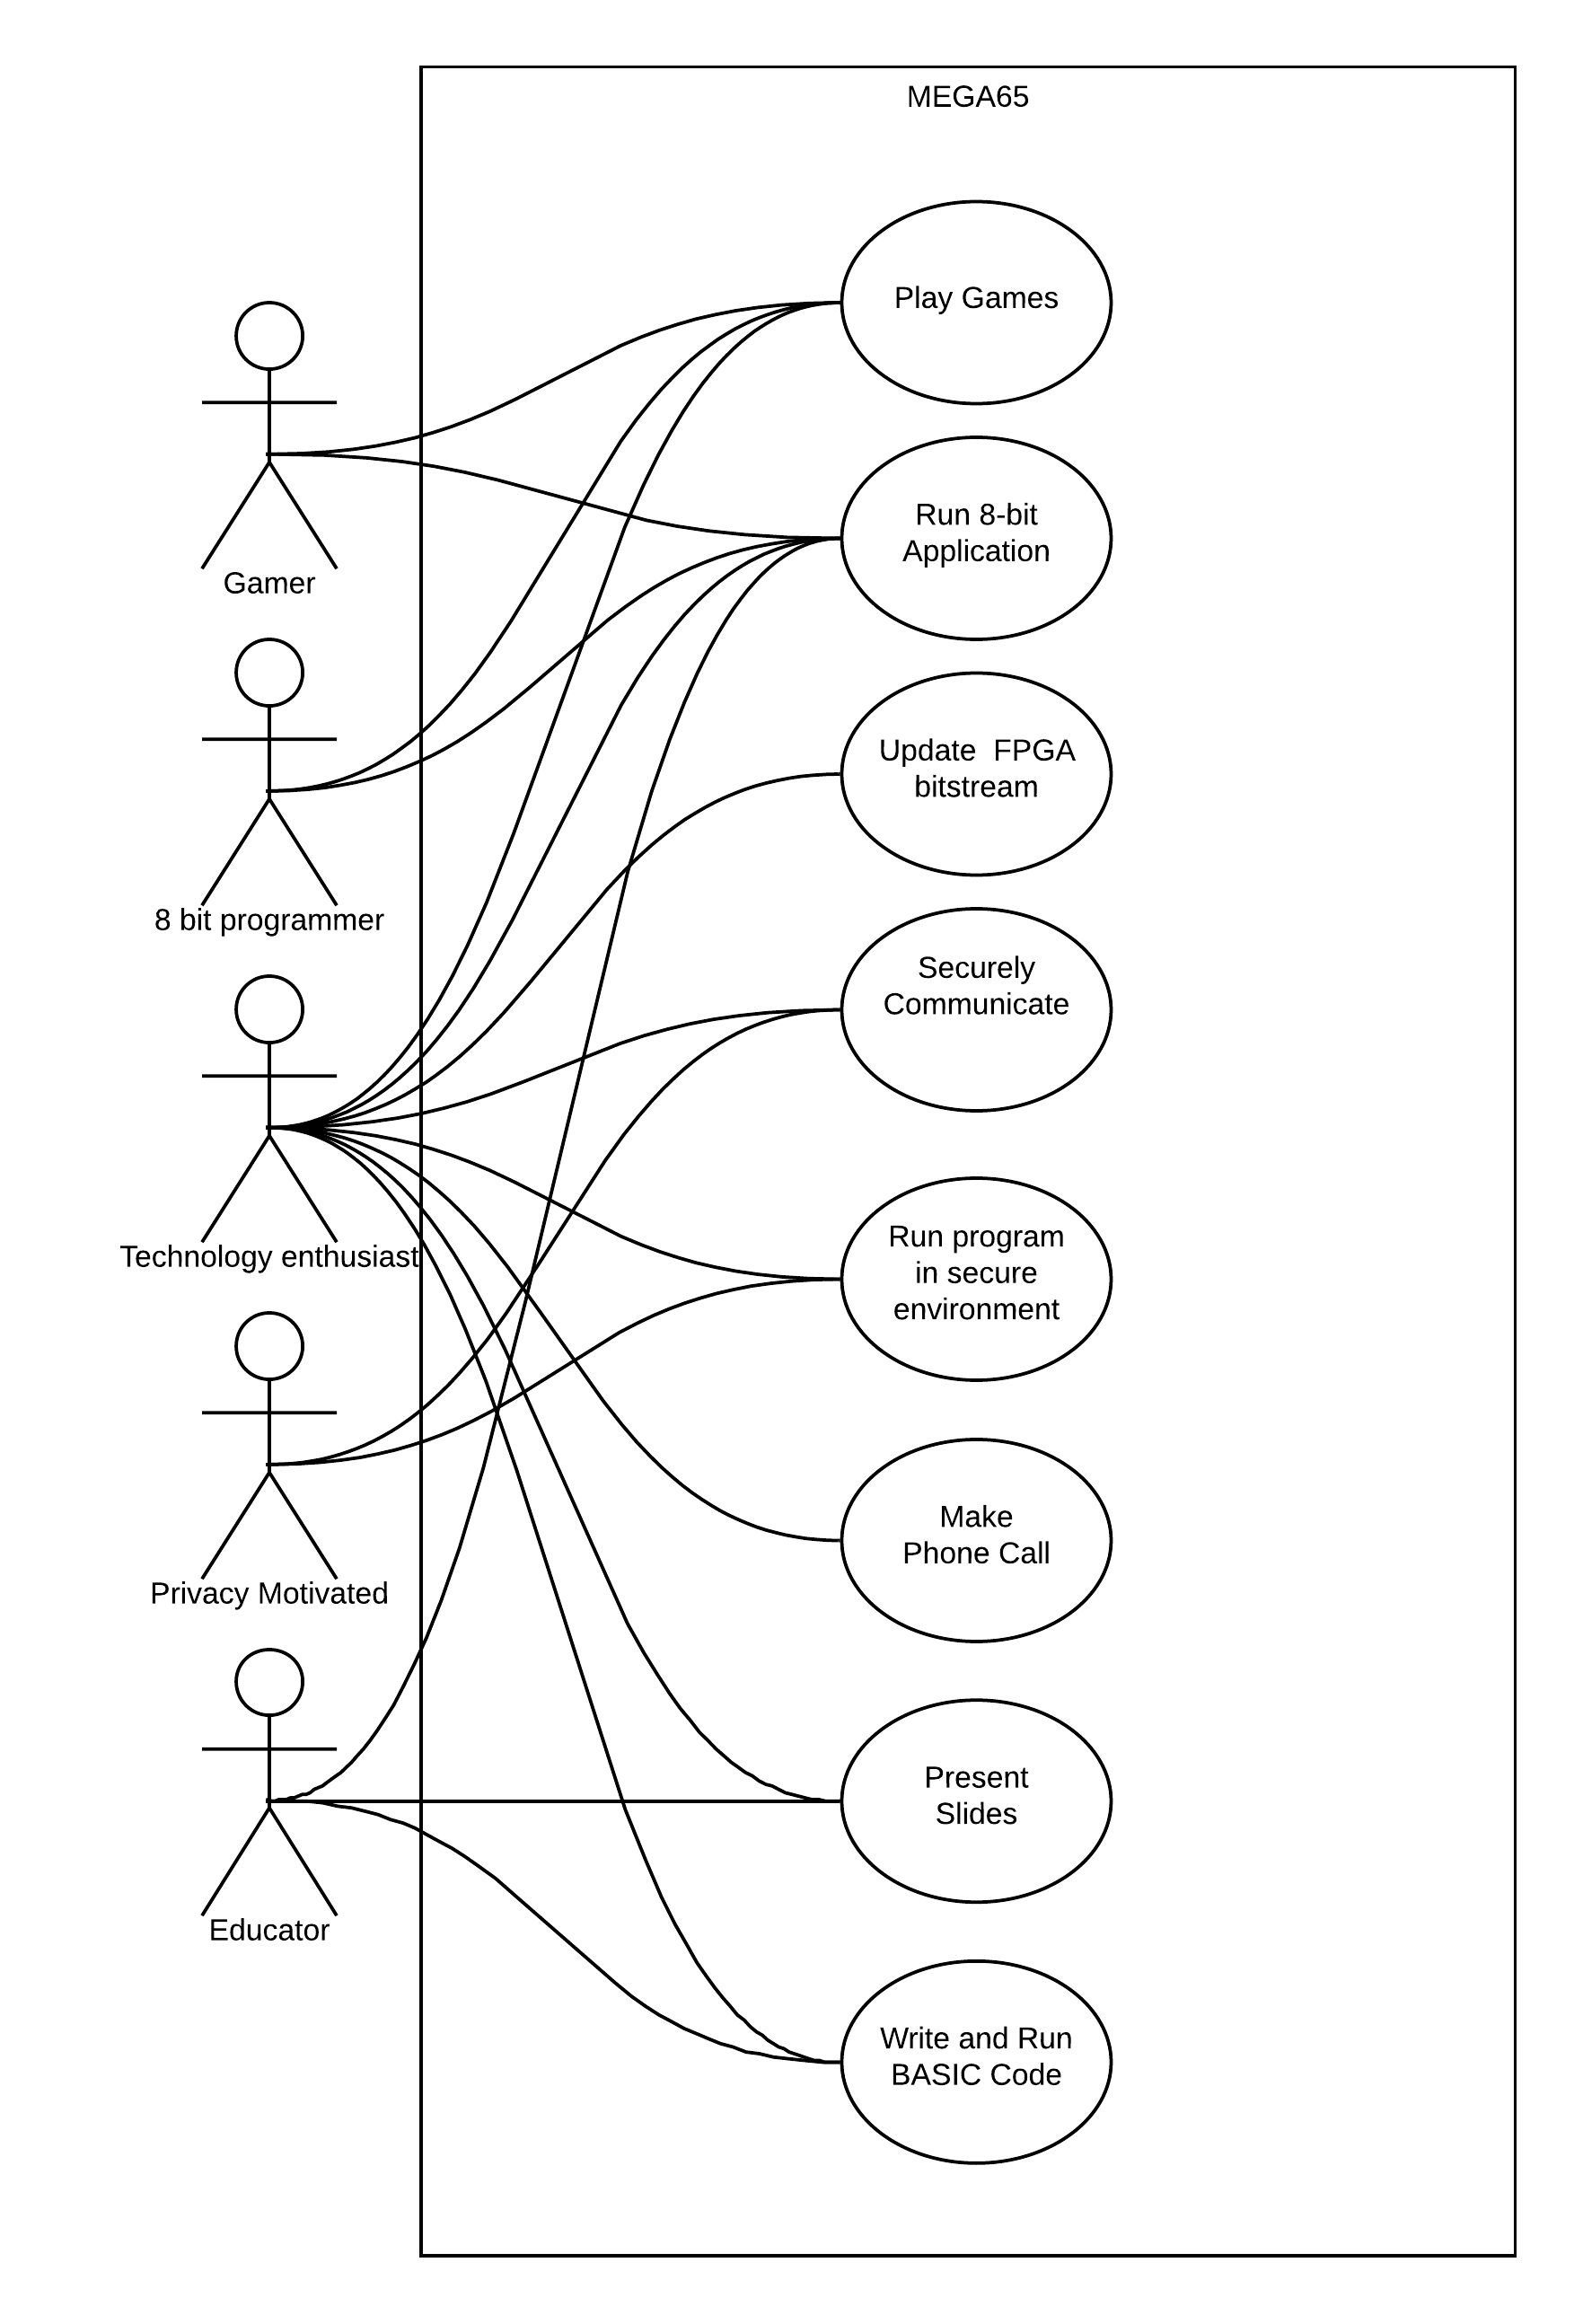 MEGA65
Play Games
Run 8-bit
Application
Gamer
Update  FPGA
bitstream
8 bit programmer
Securely
Communicate
Technology enthusiast
Run program
in secure
environment
Make
Phone Call
Privacy Motivated
Present
Slides
Educator
Write and Run
BASIC Code